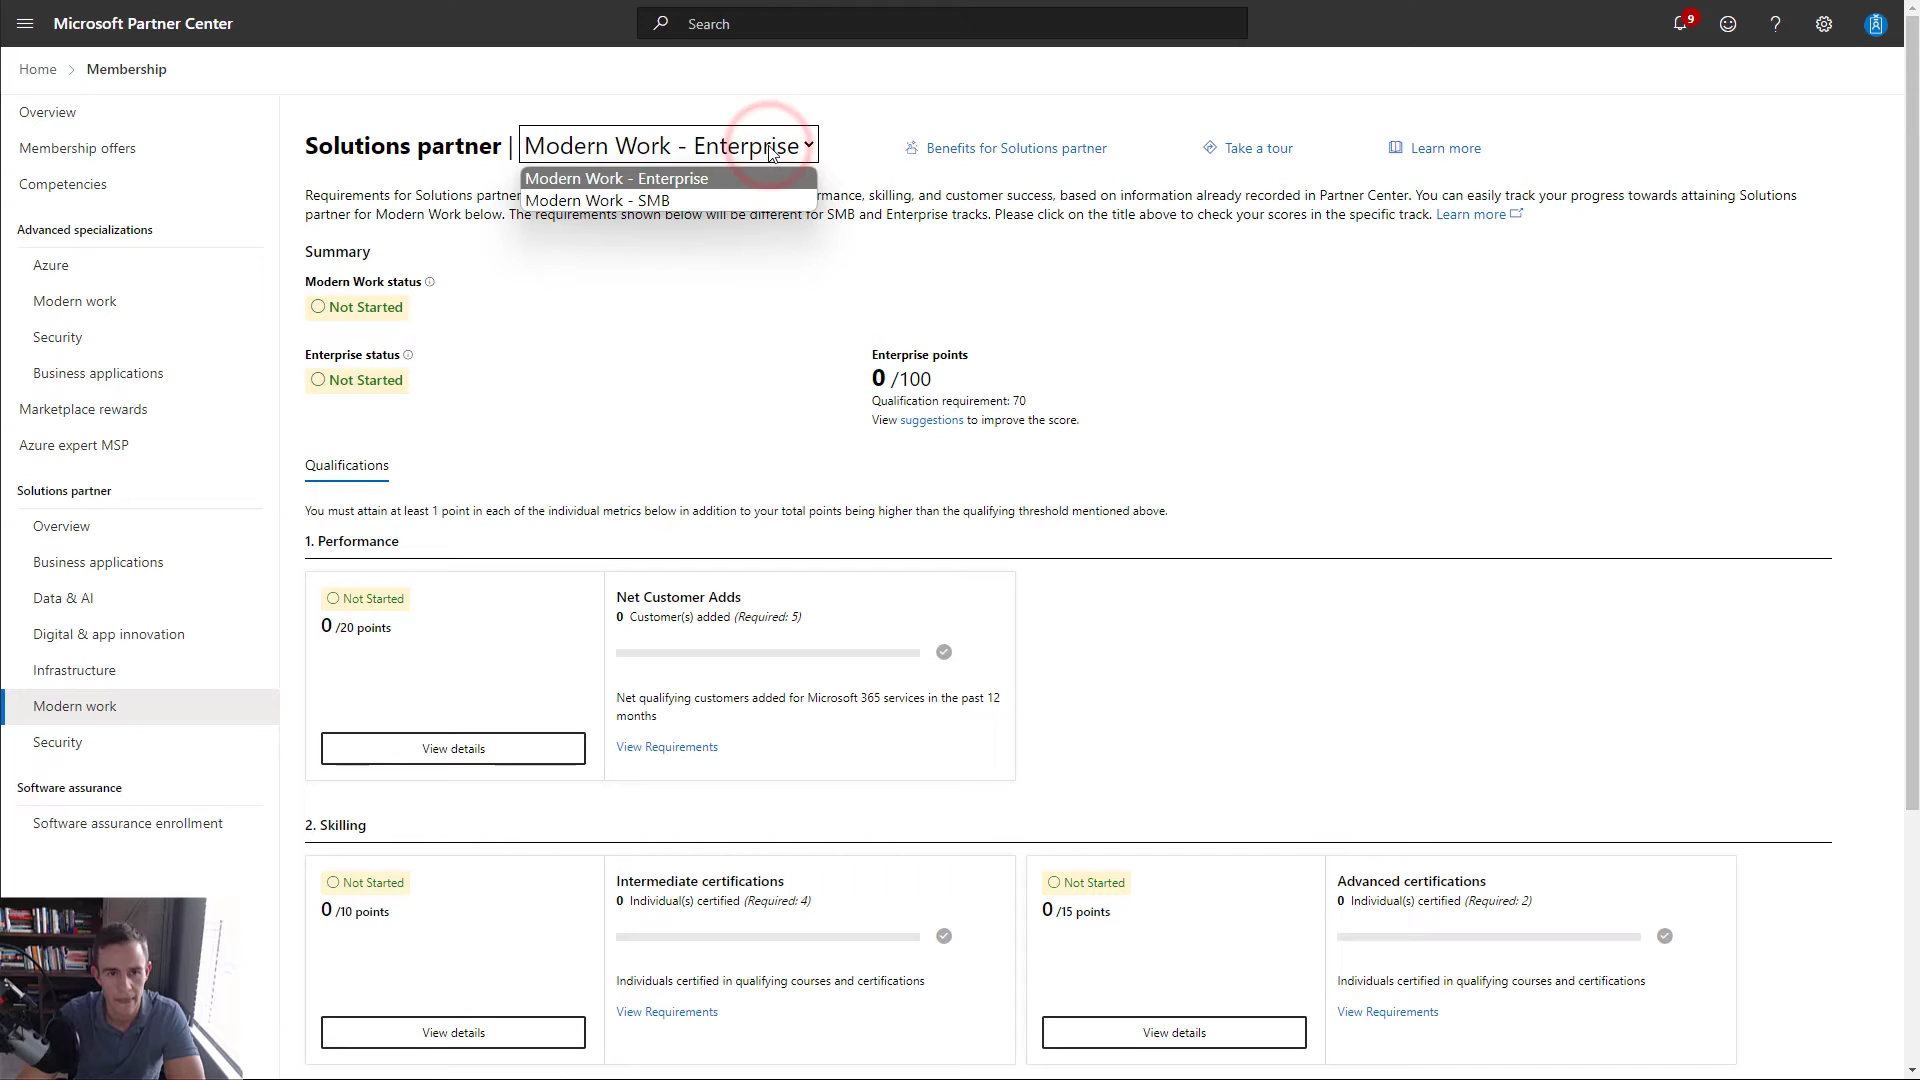 Microsoft Partner Center
Search
9
Home
Membership
Overview
Membership offers
Competencies
Advanced specializations
Azure
Modern work
Security
Business applications
Marketplace rewards
Azure expert MSP
Solutions partner
Overview
Business applications
Data & AI
Digital & app innovation
Infrastructure
Modern work
Security
Software assurance
Software assurance enrollment
Solutions partner | Modern Work - Enterprise
Modern Work - Enterprise
Modern Work - SMB
Benefits for Solutions partner
Take a tour
Learn more
Requirements for Solutions partner rmance, skilling, and customer success, based on information already recorded in Partner Center. You can easily track your progress towards attaining Solutions
partner for Modern Work below. The requirements shown below will be different for SMB and Enterprise tracks. Please click on the title above to check your scores in the specific track. Learn more
Summary
Modern Work status
Not Started
Enterprise status
Not Started
Enterprise points
0 /100
Qualification requirement: 70
View suggestions to improve the score.
Qualifications
You must attain at least 1 point in each of the individual metrics below in addition to your total points being higher than the qualifying threshold mentioned above.
1. Performance
Not Started
0 /20 points
View details
Net Customer Adds
0 Customer(s) added (Required: 5)
Net qualifying customers added for Microsoft 365 services in the past 12
months
View Requirements
2. Skilling
Not Started
0 /10 points
View details
Intermediate certifications
0 Individual(s) certified (Required: 4)
Individuals certified in qualifying courses and certifications
View Requirements
Not Started
0 /15 points
View details
Advanced certifications
0 Individual(s) certified (Required: 2)
Individuals certified in qualifying courses and certifications
View Requirements